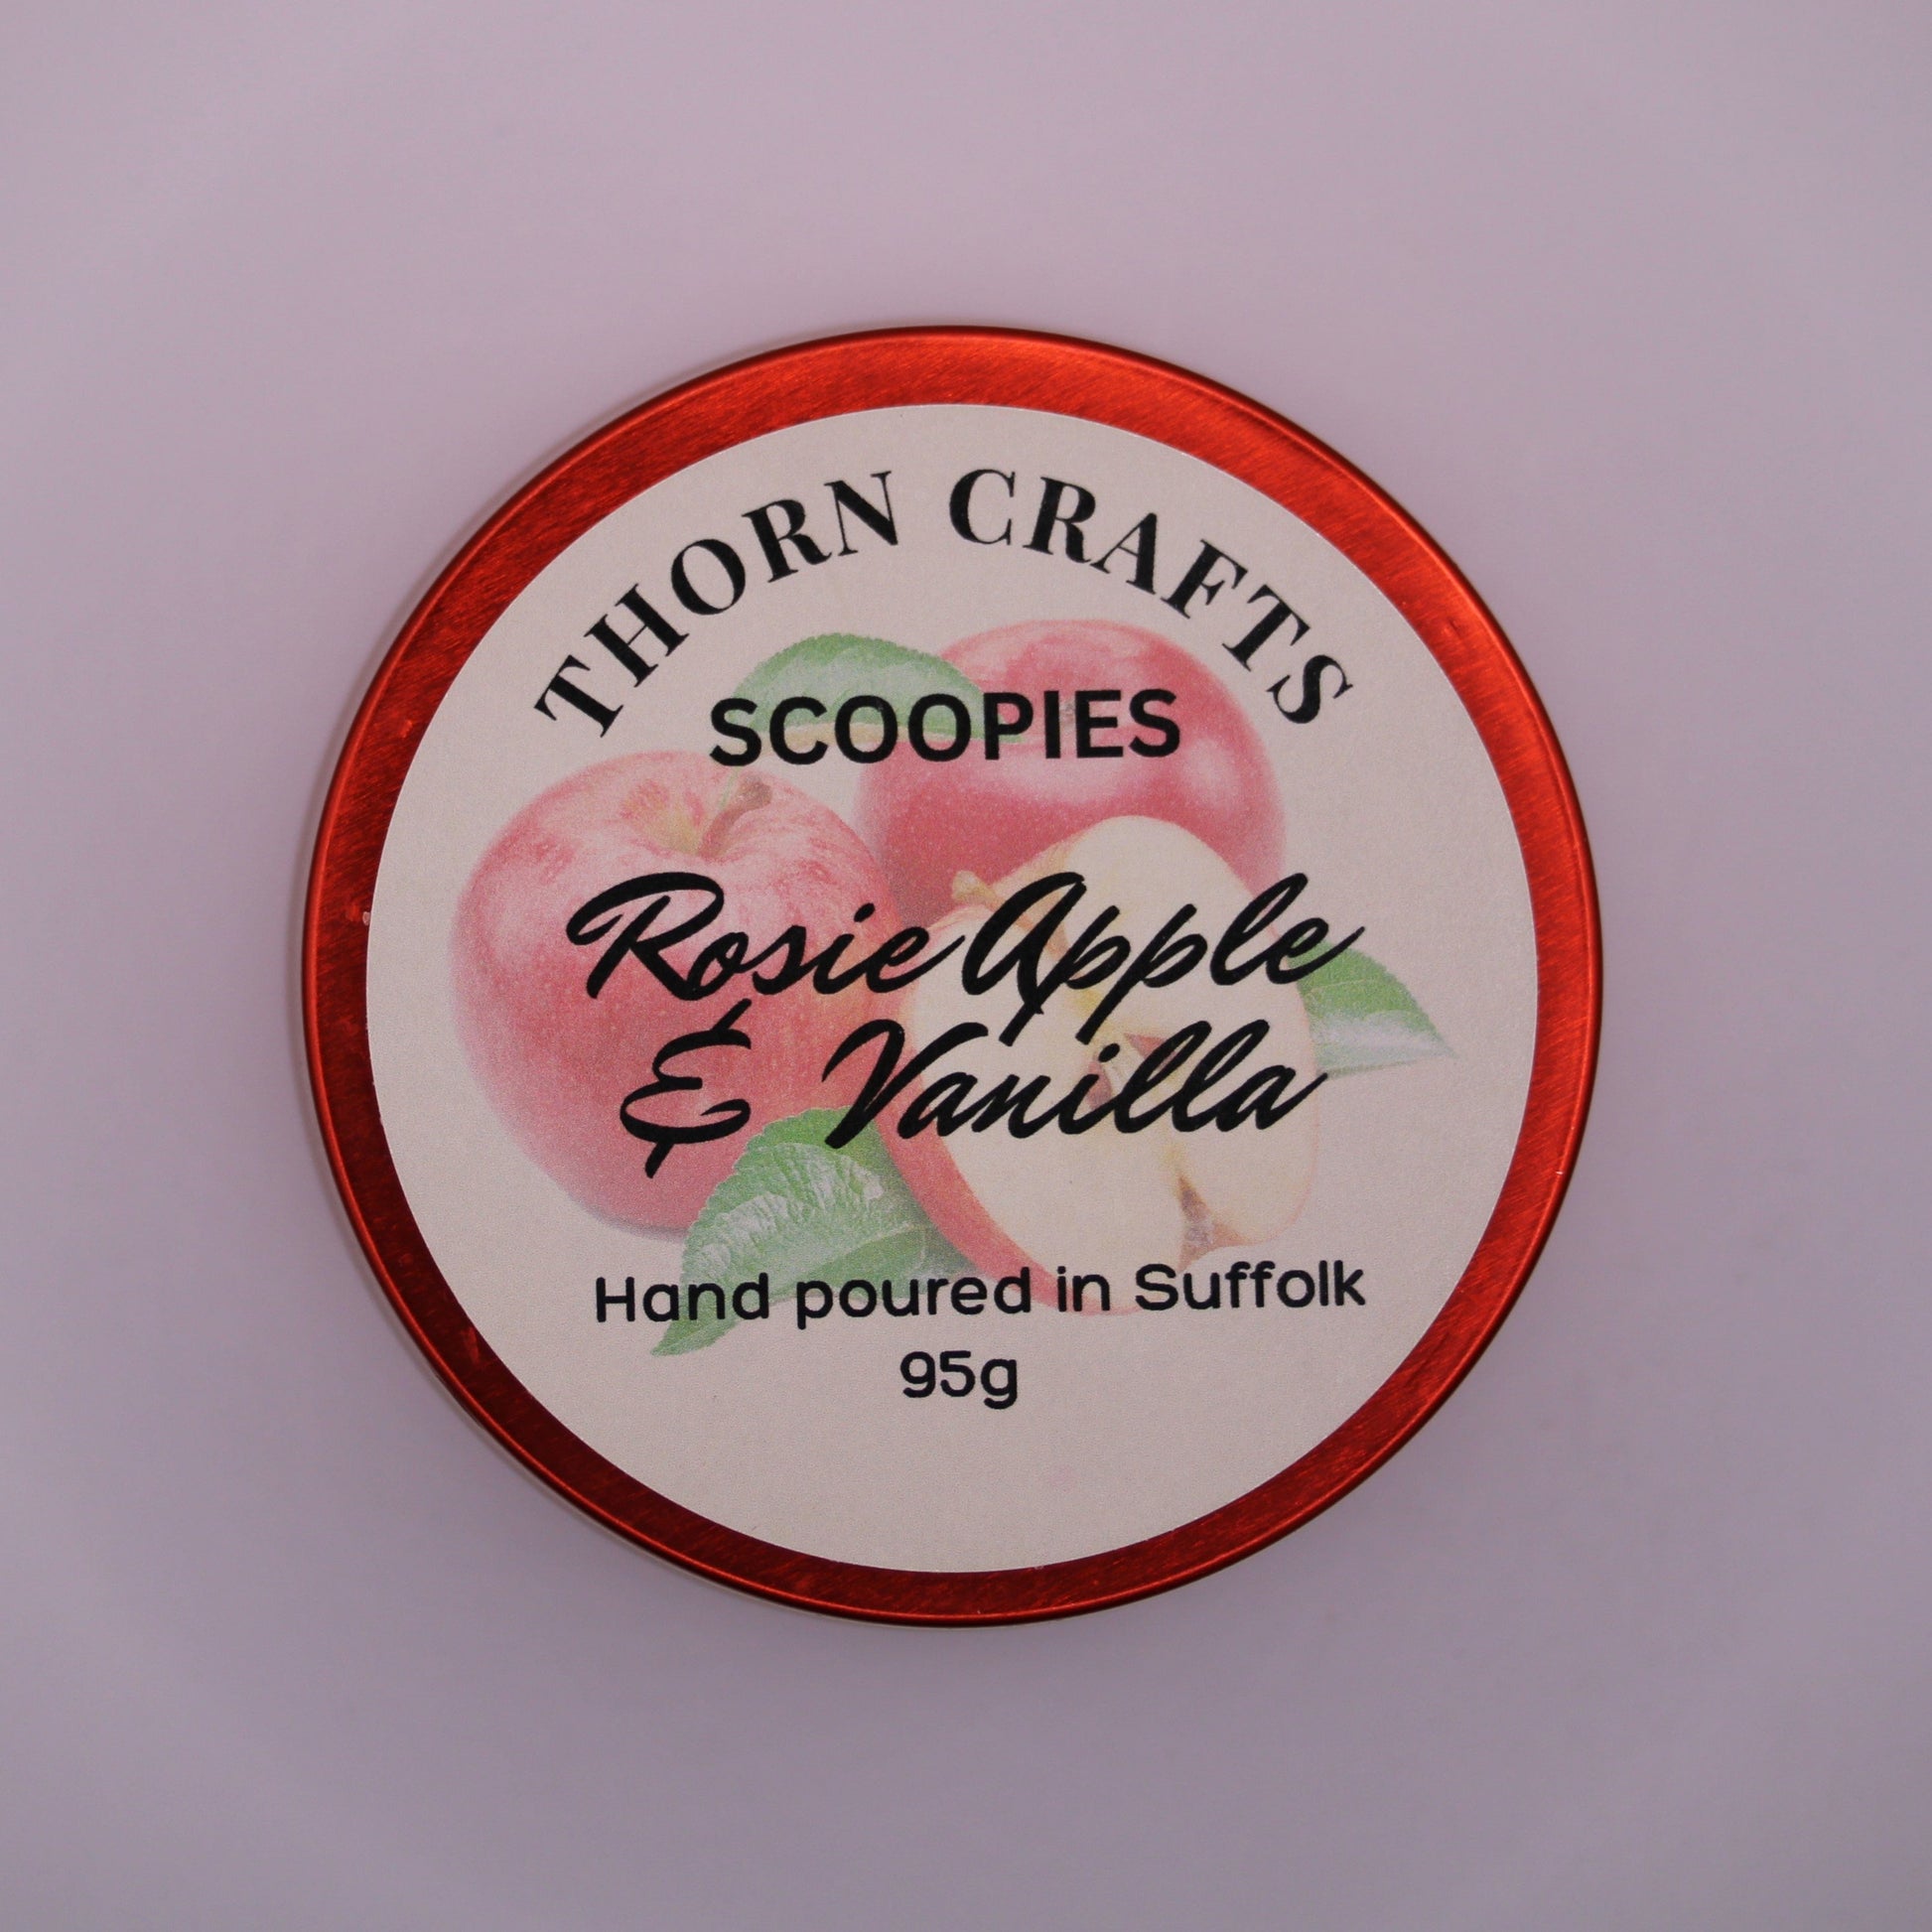 THORN CRAFTS
SCOOPIES
Rosie Apple
& Vanilla
Hand poured in Suffolk
95g